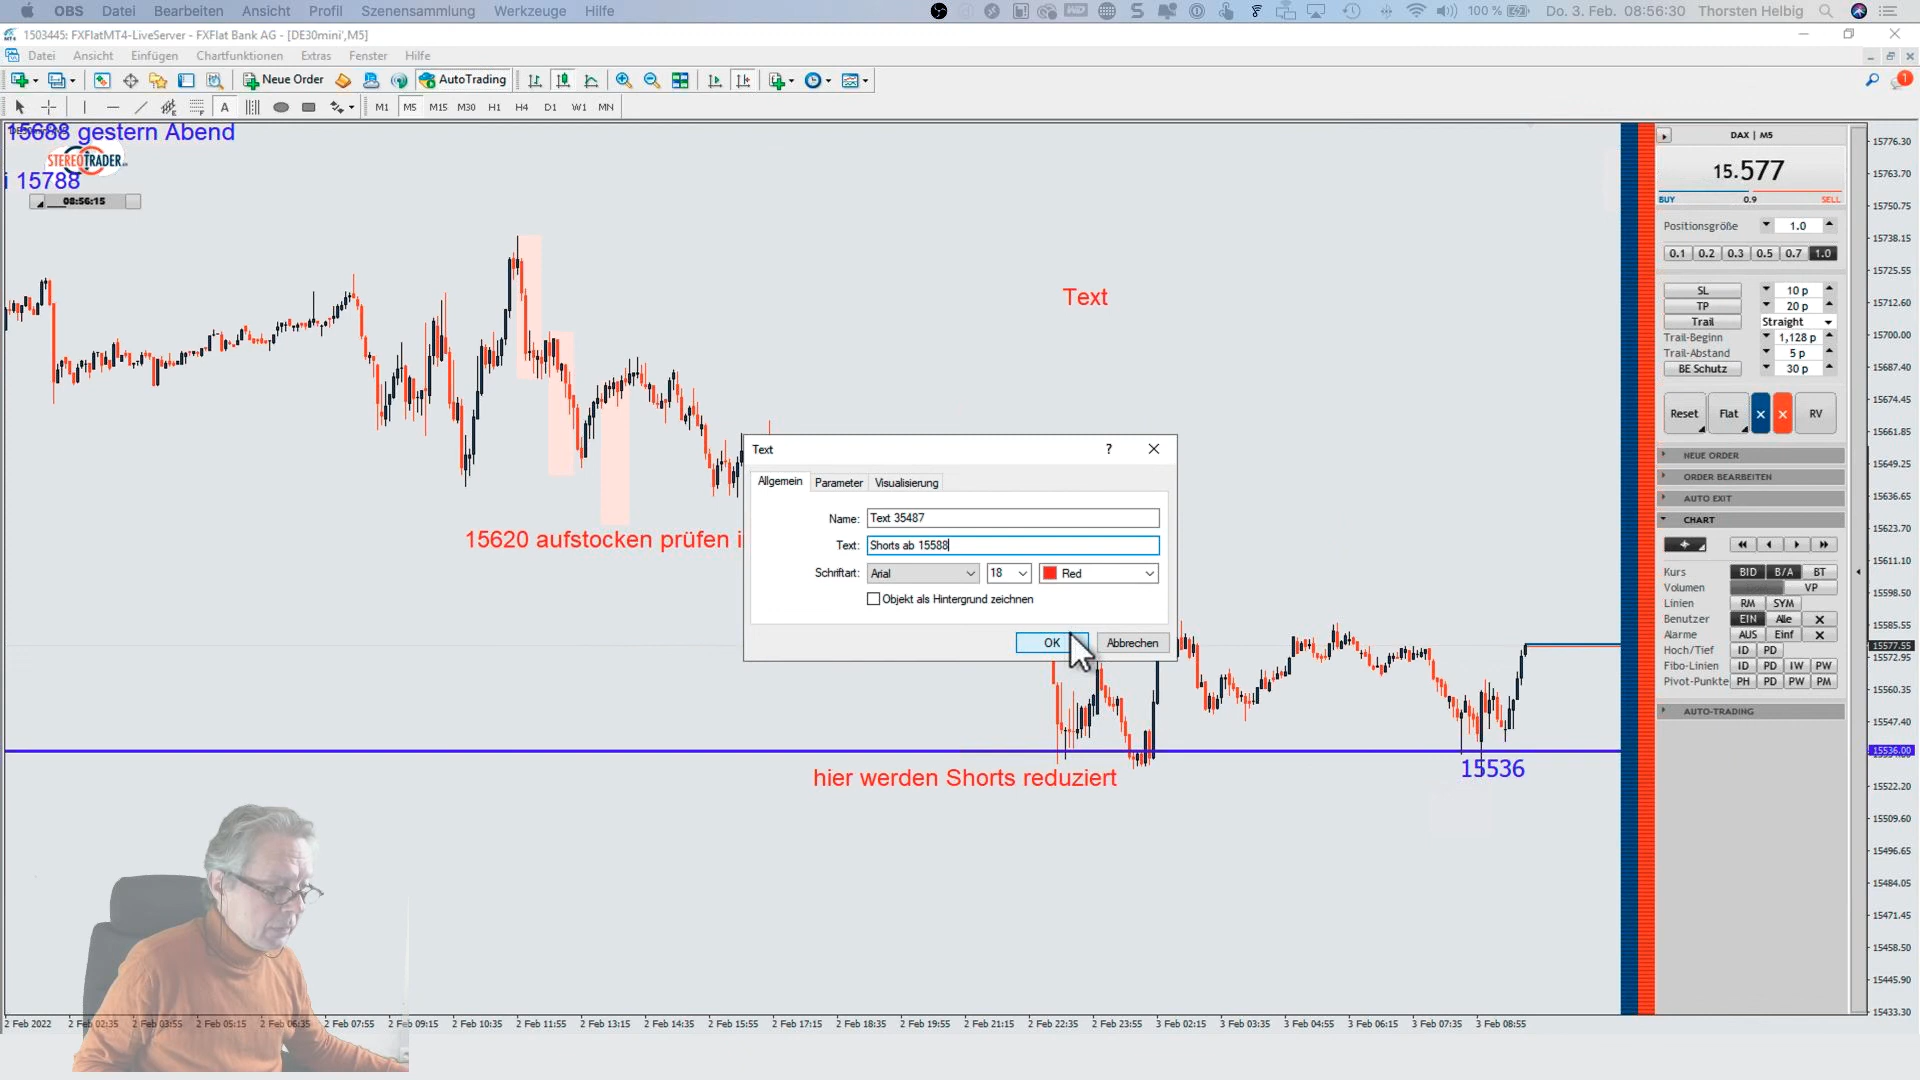 OBS Datei Bearbeiten Ansicht Profil Szenensammlung Werkzeuge Hilfe
100 % Do. 3. Feb. 08:56:30 Thorsten Helbig
1503445: FXFlatMT4-LiveServer - FXFlat Bank AG - [DE30mini',M5]
Datei Ansicht Einfügen Chartfunktionen Extras Fenster Hilfe
Neue Order AutoTrading
M1 M5 M15 M30 H1 H4 D1 W1 MN
15688 gestern Abend
STEREOTRADER
i 15788
08:56:15
Text
15620 aufstocken prüfen i
Text
Allgemein Parameter Visualisierung
Name: Text 35487
Text: Shorts ab 15588
Schriftart: Arial 18 Red
Objekt als Hintergrund zeichnen
OK Abbrechen
hier werden Shorts reduziert
15536
DAX | M5
15.577
BUY 0.9 SELL
Positionsgröße 1.0
0.1 0.2 0.3 0.5 0.7 1.0
SL 10 p
TP 20 p
Trail Straight
Trail-Beginn 1,128 p
Trail-Abstand 5 p
BE Schutz 30 p
Reset Flat × × RV
NEUE ORDER
ORDER BEARBEITEN
AUTO EXIT
CHART
Kurs BID B/A BT
Volumen VP
Linien RM SYM
Benutzer EIN Alle
Alarme AUS Einf
Hoch/Tief ID PD
Fibo-Linien ID PD IW PW
Pivot-Punkte PH PD PW PM
AUTO-TRADING
15776.30
15763.70
15750.75
15738.15
15725.55
15712.60
15700.00
15687.40
15674.45
15661.85
15649.25
15636.65
15623.70
15611.10
15598.50
15585.55
15577.55
15572.95
15560.35
15547.40
15536.00
15522.20
15509.60
15496.65
15484.05
15471.45
15458.50
15445.90
15433.30
2 Feb 2022 2 Feb 02:35 2 Feb 03:55 2 Feb 05:15 2 Feb 06:35 2 Feb 07:55 2 Feb 09:15 2 Feb 10:35 2 Feb 11:55 2 Feb 13:15 2 Feb 14:35 2 Feb 15:55 2 Feb 17:15 2 Feb 18:35 2 Feb 19:55 2 Feb 21:15 2 Feb 22:35 2 Feb 23:55 3 Feb 02:15 3 Feb 03:35 3 Feb 04:55 3 Feb 06:15 3 Feb 07:35 3 Feb 08:55